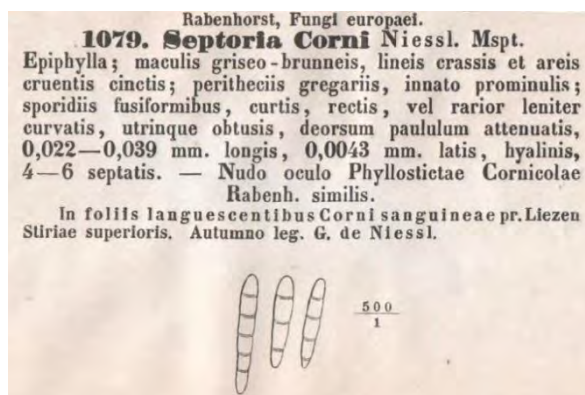 Rabenhorst, Fungi europaei.
1079. Septoria Corni Niessl. Mspt.
Epiphylla; maculis griseo-brunneis, lineis crassis et areis
cruentis cinctis; peritheciis gregariis, innato prominulis;
sporidiis fusiformibus, curtis, rectis, vel rarior leniter
curvatis, utrinque obtusis, deorsum paululum attenuatis,
0,022—0,039 mm. longis, 0,0043 mm. latis, hyalinis,
4—6 septatis. — Nudo oculo Phyllostictae Cornicolae
Rabenh. similis.
In foliis languescentibus Corni sanguineae pr. Liezen
Stiriae superioris. Autumno leg. G. de Niessl.
500
1